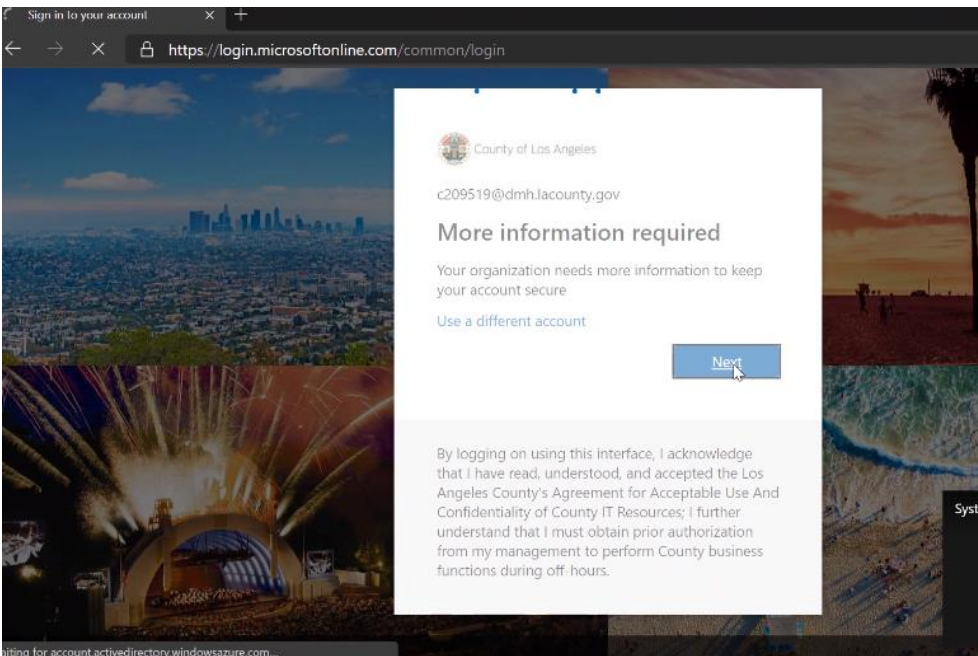 Sign in to your account
https://login.microsoftonline.com/common/login
County of Los Angeles
c209519@dmh.lacounty.gov
More information required
Your organization needs more information to keep
your account secure
Use a different account
Next
By logging on using this interface, I acknowledge
that I have read, understood, and accepted the Los
Angeles County's Agreement for Acceptable Use And
Confidentiality of County IT Resources; I further
understand that I must obtain prior authorization
from my management to perform County business
functions during off-hours.
Syst
aiting for account.activedirectory.windowsazure.com...